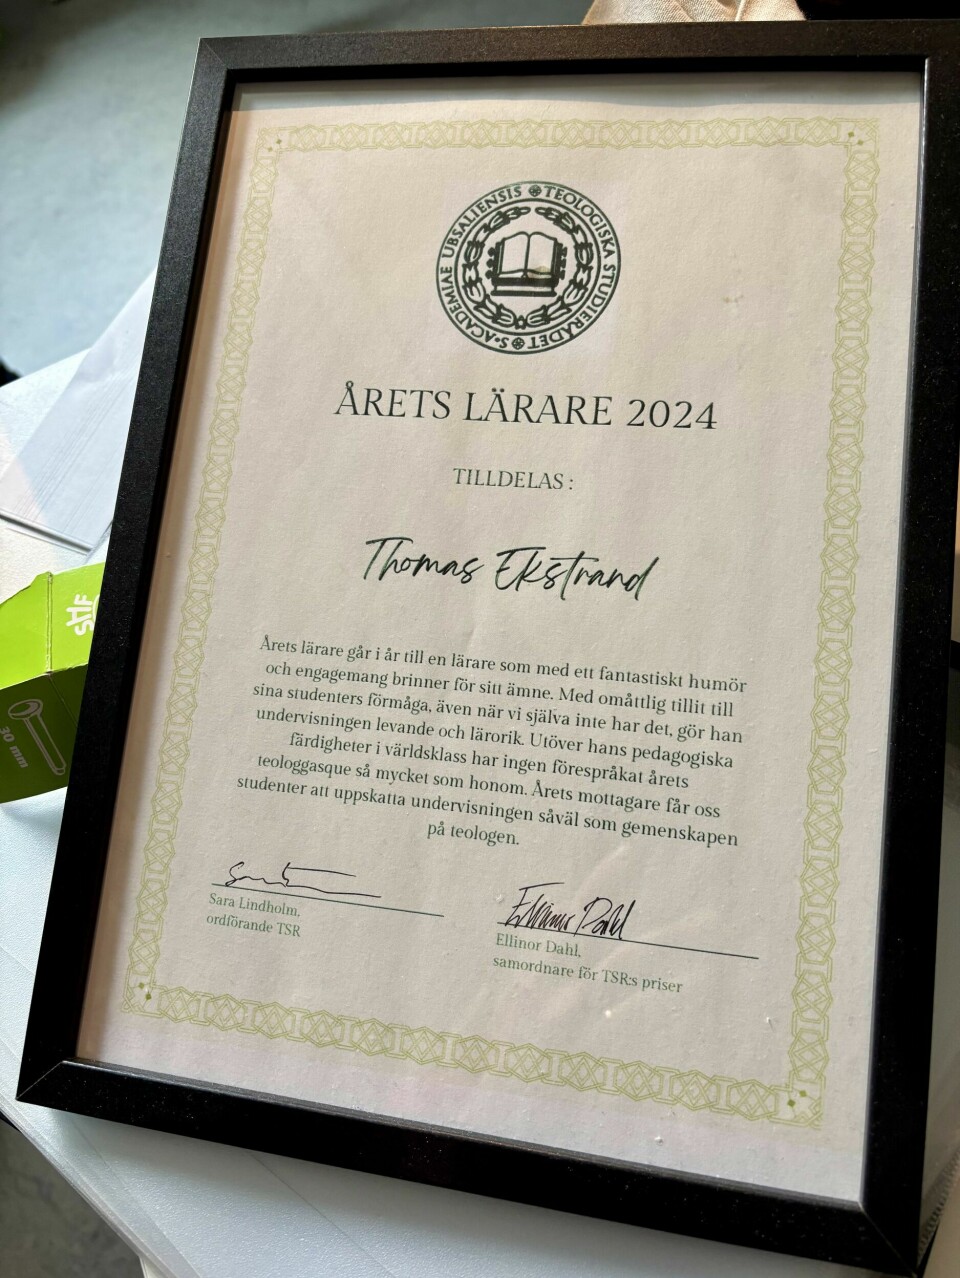 S·ACADEMIAE UBSALIENSIS TEOLOGISKA STUDIERÅDET
ÅRETS LÄRARE 2024
TILLDELAS :
Thomas Ekstrand
Årets lärare går i år till en lärare som med ett fantastiskt humör
och engagemang brinner för sitt ämne. Med omåttlig tillit till
sina studenters förmåga, även när vi själva inte har det, gör han
undervisningen levande och lärorik. Utöver hans pedagogiska
färdigheter i världsklass har ingen förespråkat årets
teologgasque så mycket som honom. Årets mottagare får oss
studenter att uppskatta undervisningen såväl som gemenskapen
på teologen.
Sara Lindholm,
ordförande TSR
Ellinor Dahl
Ellinor Dahl,
samordnare för TSR:s priser
30 mm